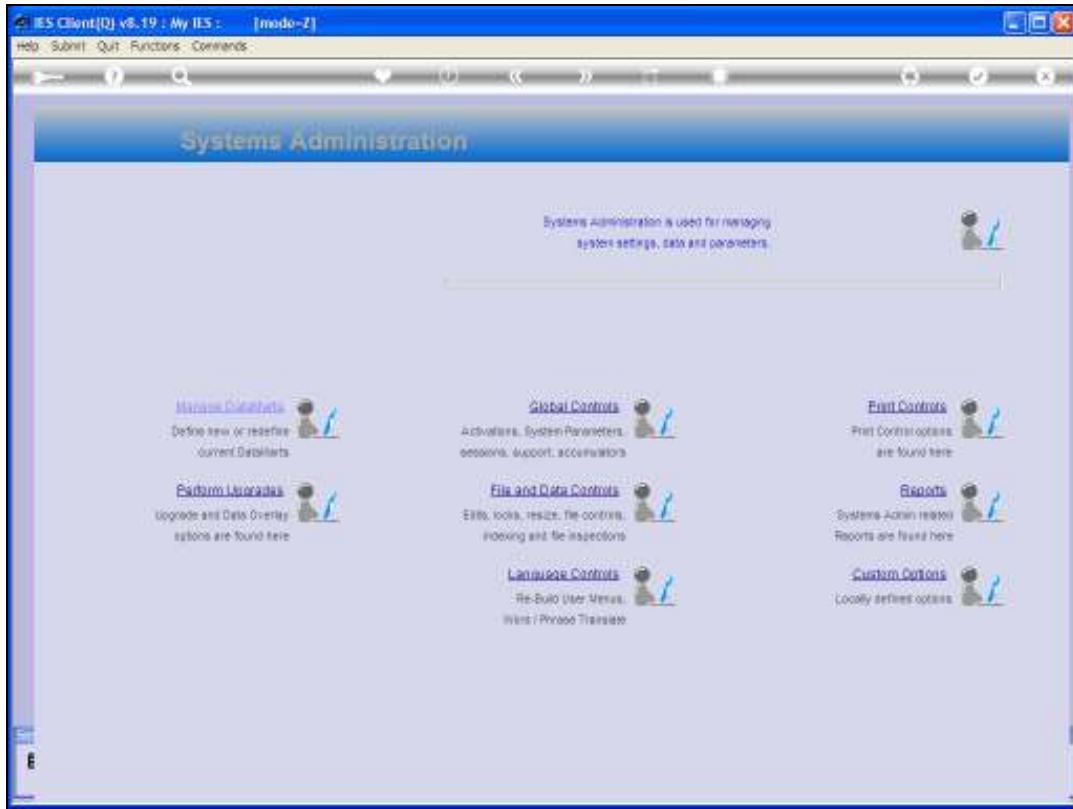 IES Client(Q) v8.19 : My IES : [mode-Z]
Help Submit Quit Functions Commands
Systems Administration
Systems Administration is used for managing
system settings, data and parameters.
Manage DataMarts
Define new or redefine
current DataMarts
Global Controls
Activations, System Parameters,
sessions, support, accumulators
Print Controls
Print Control options
are found here
Perform Upgrades
Upgrade and Data Overlay
options are found here
File and Data Controls
Edits, locks, resize, file controls,
indexing and file inspections
Reports
Systems Admin related
Reports are found here
Language Controls
Re-Build User Menus,
Word / Phrase Translate
Custom Options
Locally defined options